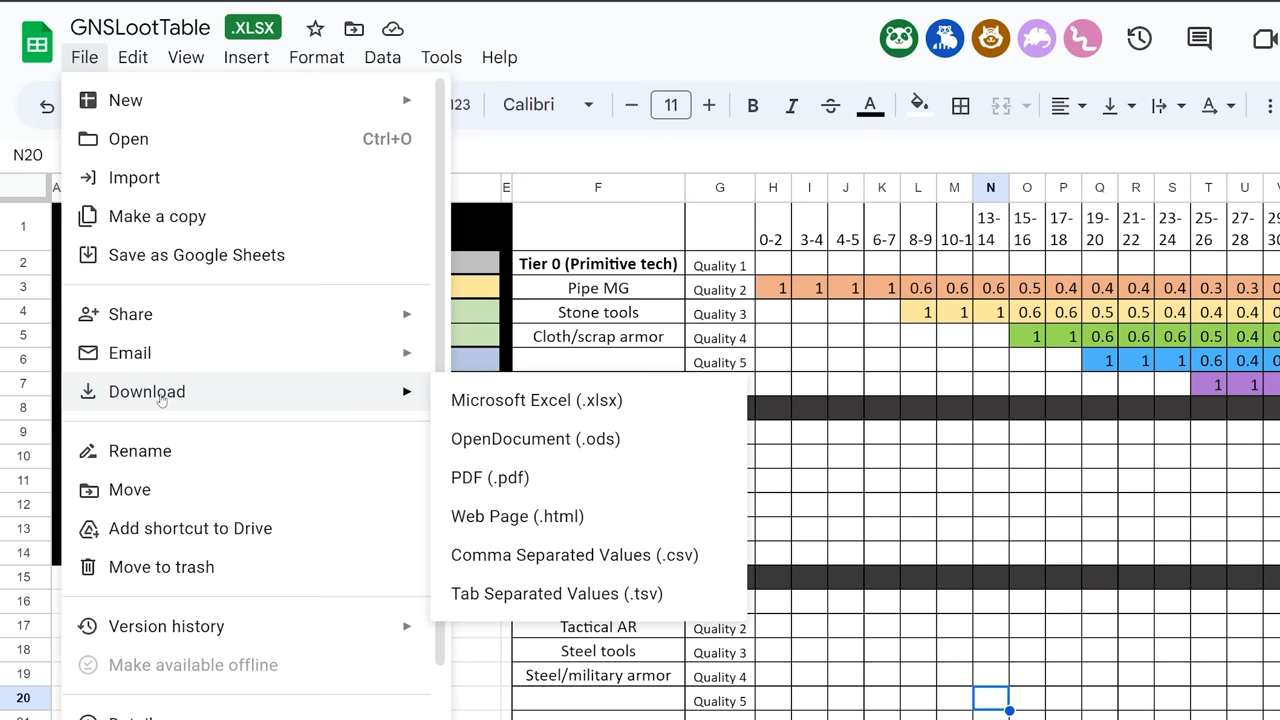 GNSLootTable .XLSX
File Edit View Insert Format Data Tools Help
123 Calibri 11 B I A A
N20
New
Open Ctrl+O
Import
Make a copy
Save as Google Sheets
Share
Email
Download
Rename
Move
Add shortcut to Drive
Move to trash
Version history
Make available offline
Microsoft Excel (.xlsx)
OpenDocument (.ods)
PDF (.pdf)
Web Page (.html)
Comma Separated Values (.csv)
Tab Separated Values (.tsv)
A E F G H I J K L M N O P Q R S T U
1 0-2 3-4 4-5 6-7 8-9 10-1 13-14 15-16 17-18 19-20 21-22 23-24 25-26 27-28
2 Tier 0 (Primitive tech) Quality 1
3 Pipe MG Quality 2 1 1 1 1 0.6 0.6 0.6 0.5 0.4 0.4 0.4 0.4 0.3 0.3
4 Stone tools Quality 3 1 1 1 0.6 0.6 0.5 0.5 0.4 0.4 0.4
5 Cloth/scrap armor Quality 4 1 1 0.6 0.6 0.6 0.5 0.4
6 Quality 5 1 1 1 0.6 0.4
7 1 1
8
9
10
11
12
13
14
15
16
17 Tactical AR Quality 2
18 Steel tools Quality 3
19 Steel/military armor Quality 4
20 Quality 5